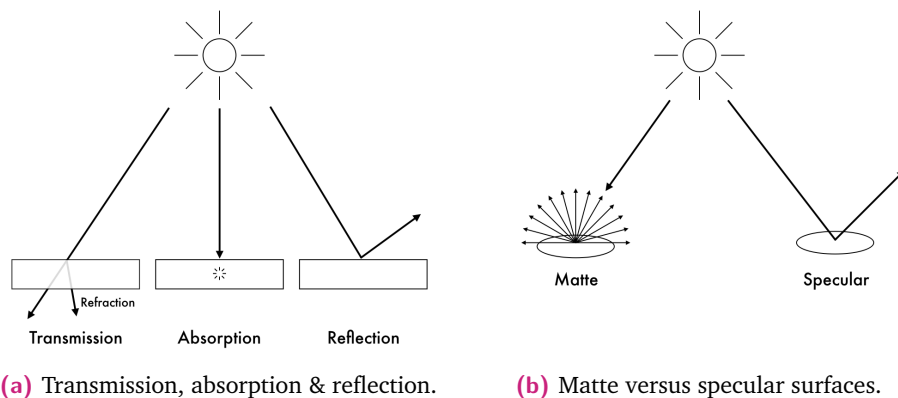 Refraction
Transmission Absorption Reflection
Matte Specular
(a) Transmission, absorption & reflection.
(b) Matte versus specular surfaces.